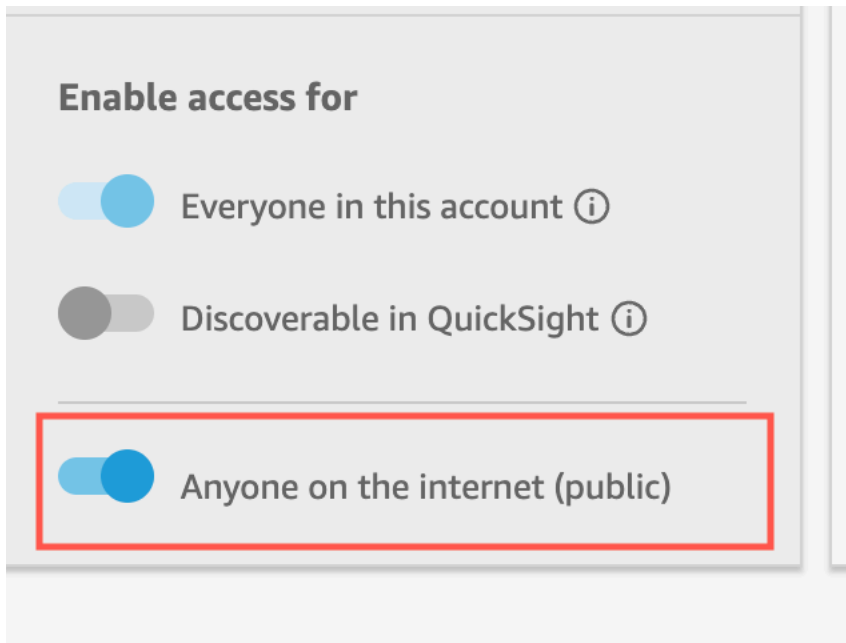 Enable access for
Everyone in this account
Discoverable in QuickSight
Anyone on the internet (public)